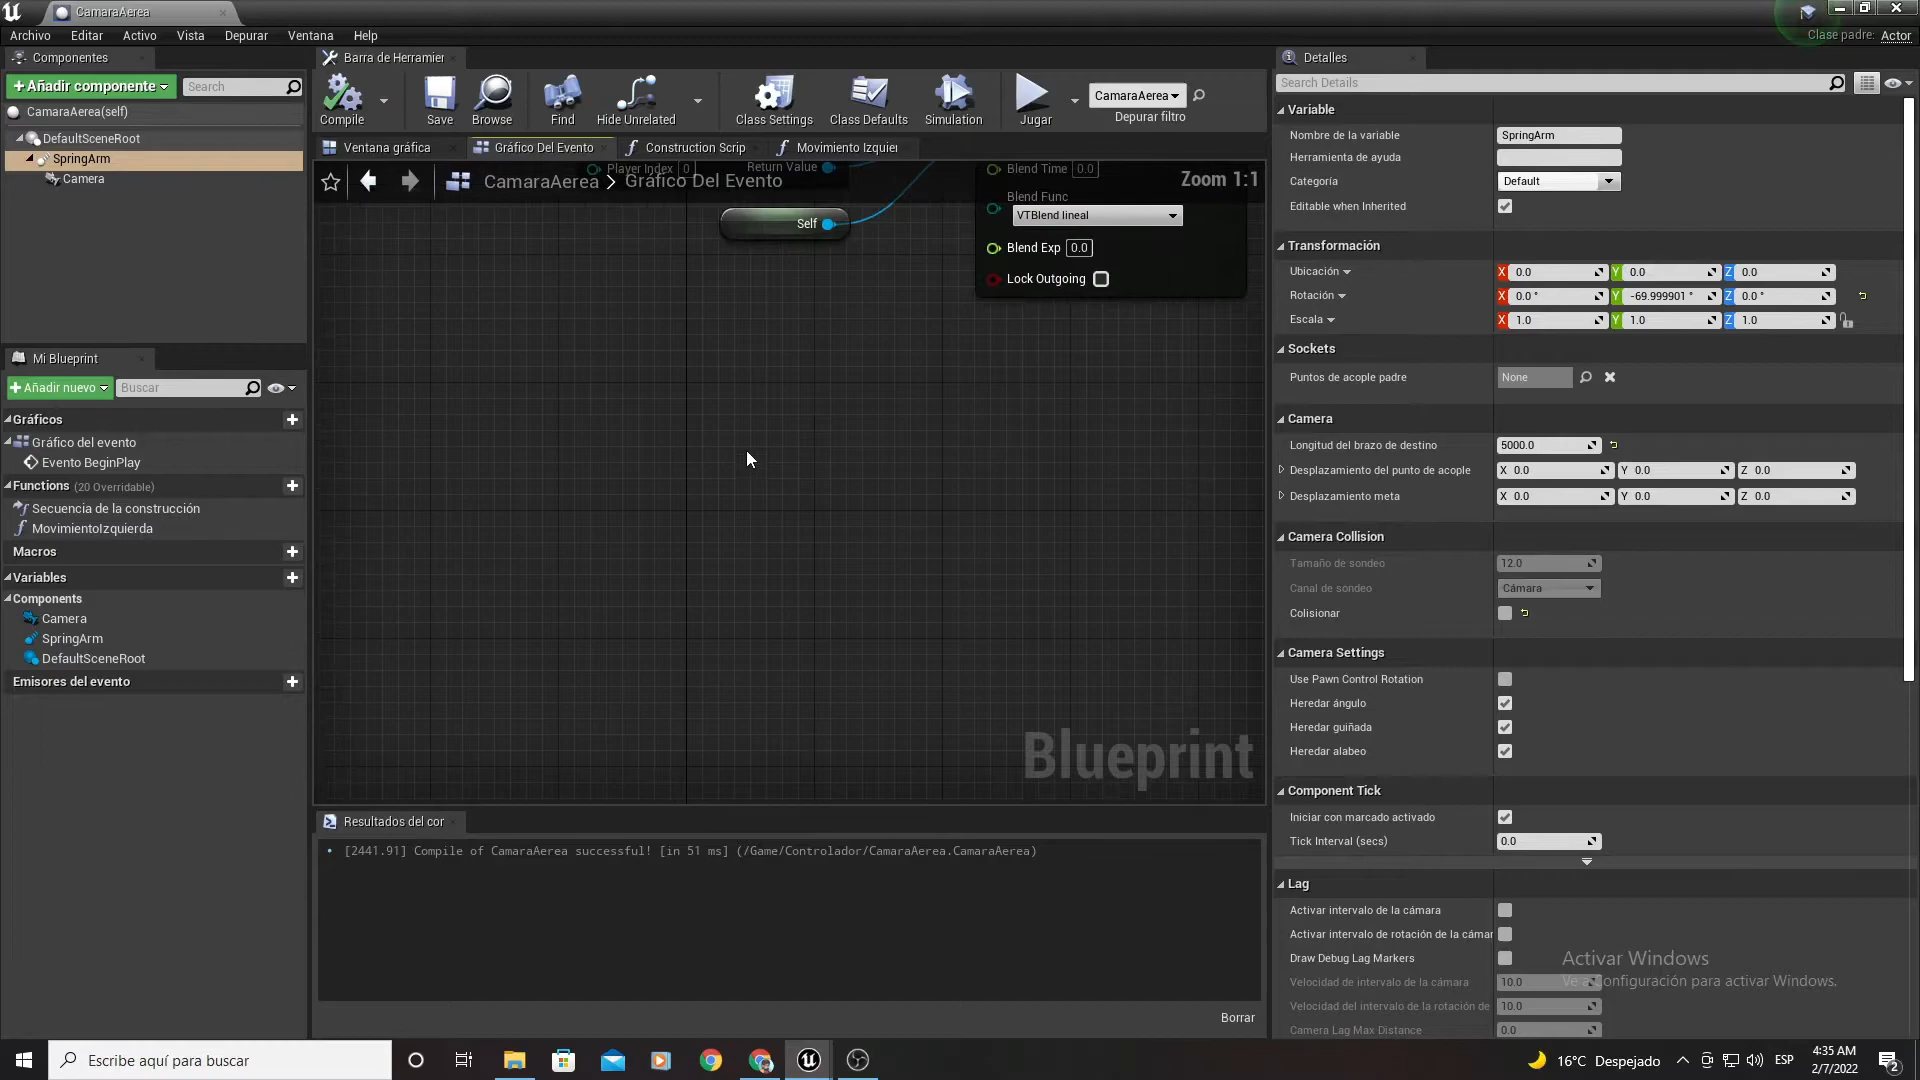 CamaraAerea
Archivo Editar Activo Vista Depurar Ventana Help
Clase padre: Actor
Componentes
Añadir componente
Search
CamaraAerea(self)
DefaultSceneRoot
SpringArm
Camera
Mi Blueprint
Añadir nuevo
Buscar
Gráficos
Gráfico del evento
Evento BeginPlay
Functions (20 Overridable)
Secuencia de la construcción
MovimientoIzquierda
Macros
Variables
Components
Camera
SpringArm
DefaultSceneRoot
Emisores del evento
Barra de Herramier
Compile
Save
Browse
Find
Hide Unrelated
Class Settings
Class Defaults
Simulation
Jugar
CamaraAerea
Depurar filtro
Ventana gráfica
Gráfico Del Evento
Construction Scrip
Movimiento Izquier
Player Index 0
Return Value
CamaraAerea > Gráfico Del Evento
Zoom 1:1
Self
Blend Time 0.0
Blend Func
VTBlend lineal
Blend Exp 0.0
Lock Outgoing
Blueprint
Resultados del cor
[2441.91] Compile of CamaraAerea successful! [in 51 ms] (/Game/Controlador/CamaraAerea.CamaraAerea)
Borrar
Detalles
Search Details
Variable
Nombre de la variable SpringArm
Herramienta de ayuda
Categoría Default
Editable when Inherited
Transformación
Ubicación X 0.0 Y 0.0 Z 0.0
Rotación X 0.0 ° Y -69.999901 ° Z 0.0 °
Escala X 1.0 Y 1.0 Z 1.0
Sockets
Puntos de acople padre None
Camera
Longitud del brazo de destino 5000.0
Desplazamiento del punto de acople X 0.0 Y 0.0 Z 0.0
Desplazamiento meta X 0.0 Y 0.0 Z 0.0
Camera Collision
Tamaño de sondeo 12.0
Canal de sóndeo Cámara
Colisionar
Camera Settings
Use Pawn Control Rotation
Heredar ángulo
Heredar guiñada
Heredar alabeo
Component Tick
Iniciar con marcado activado
Tick Interval (secs) 0.0
Lag
Activar intervalo de la cámara
Activar intervalo de rotación de la cámar
Draw Debug Lag Markers
Velocidad de intervalo de la cámara 10.0
Velocidad del intervalo de la rotación de 10.0
Camera Lag Max Distance 0.0
Activar Windows
Ve a Configuración para activar Windows.
Escribe aquí para buscar
16°C Despejado
ESP
4:35 AM
2/7/2022
2